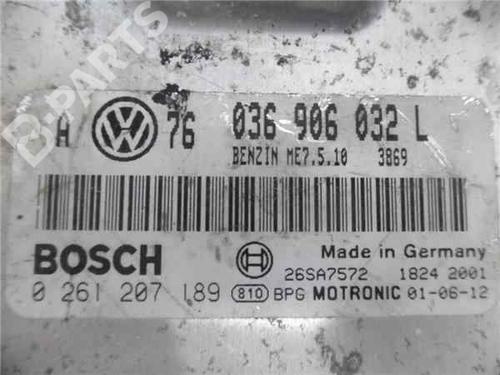 B-PARTS
A VW 76 036 906 032 L
BENZIN ME7.5.10 3869
BOSCH
Made in Germany
26SA7572 1824 2001
0 261 207 189 810 BPG MOTRONIC 01-06-12